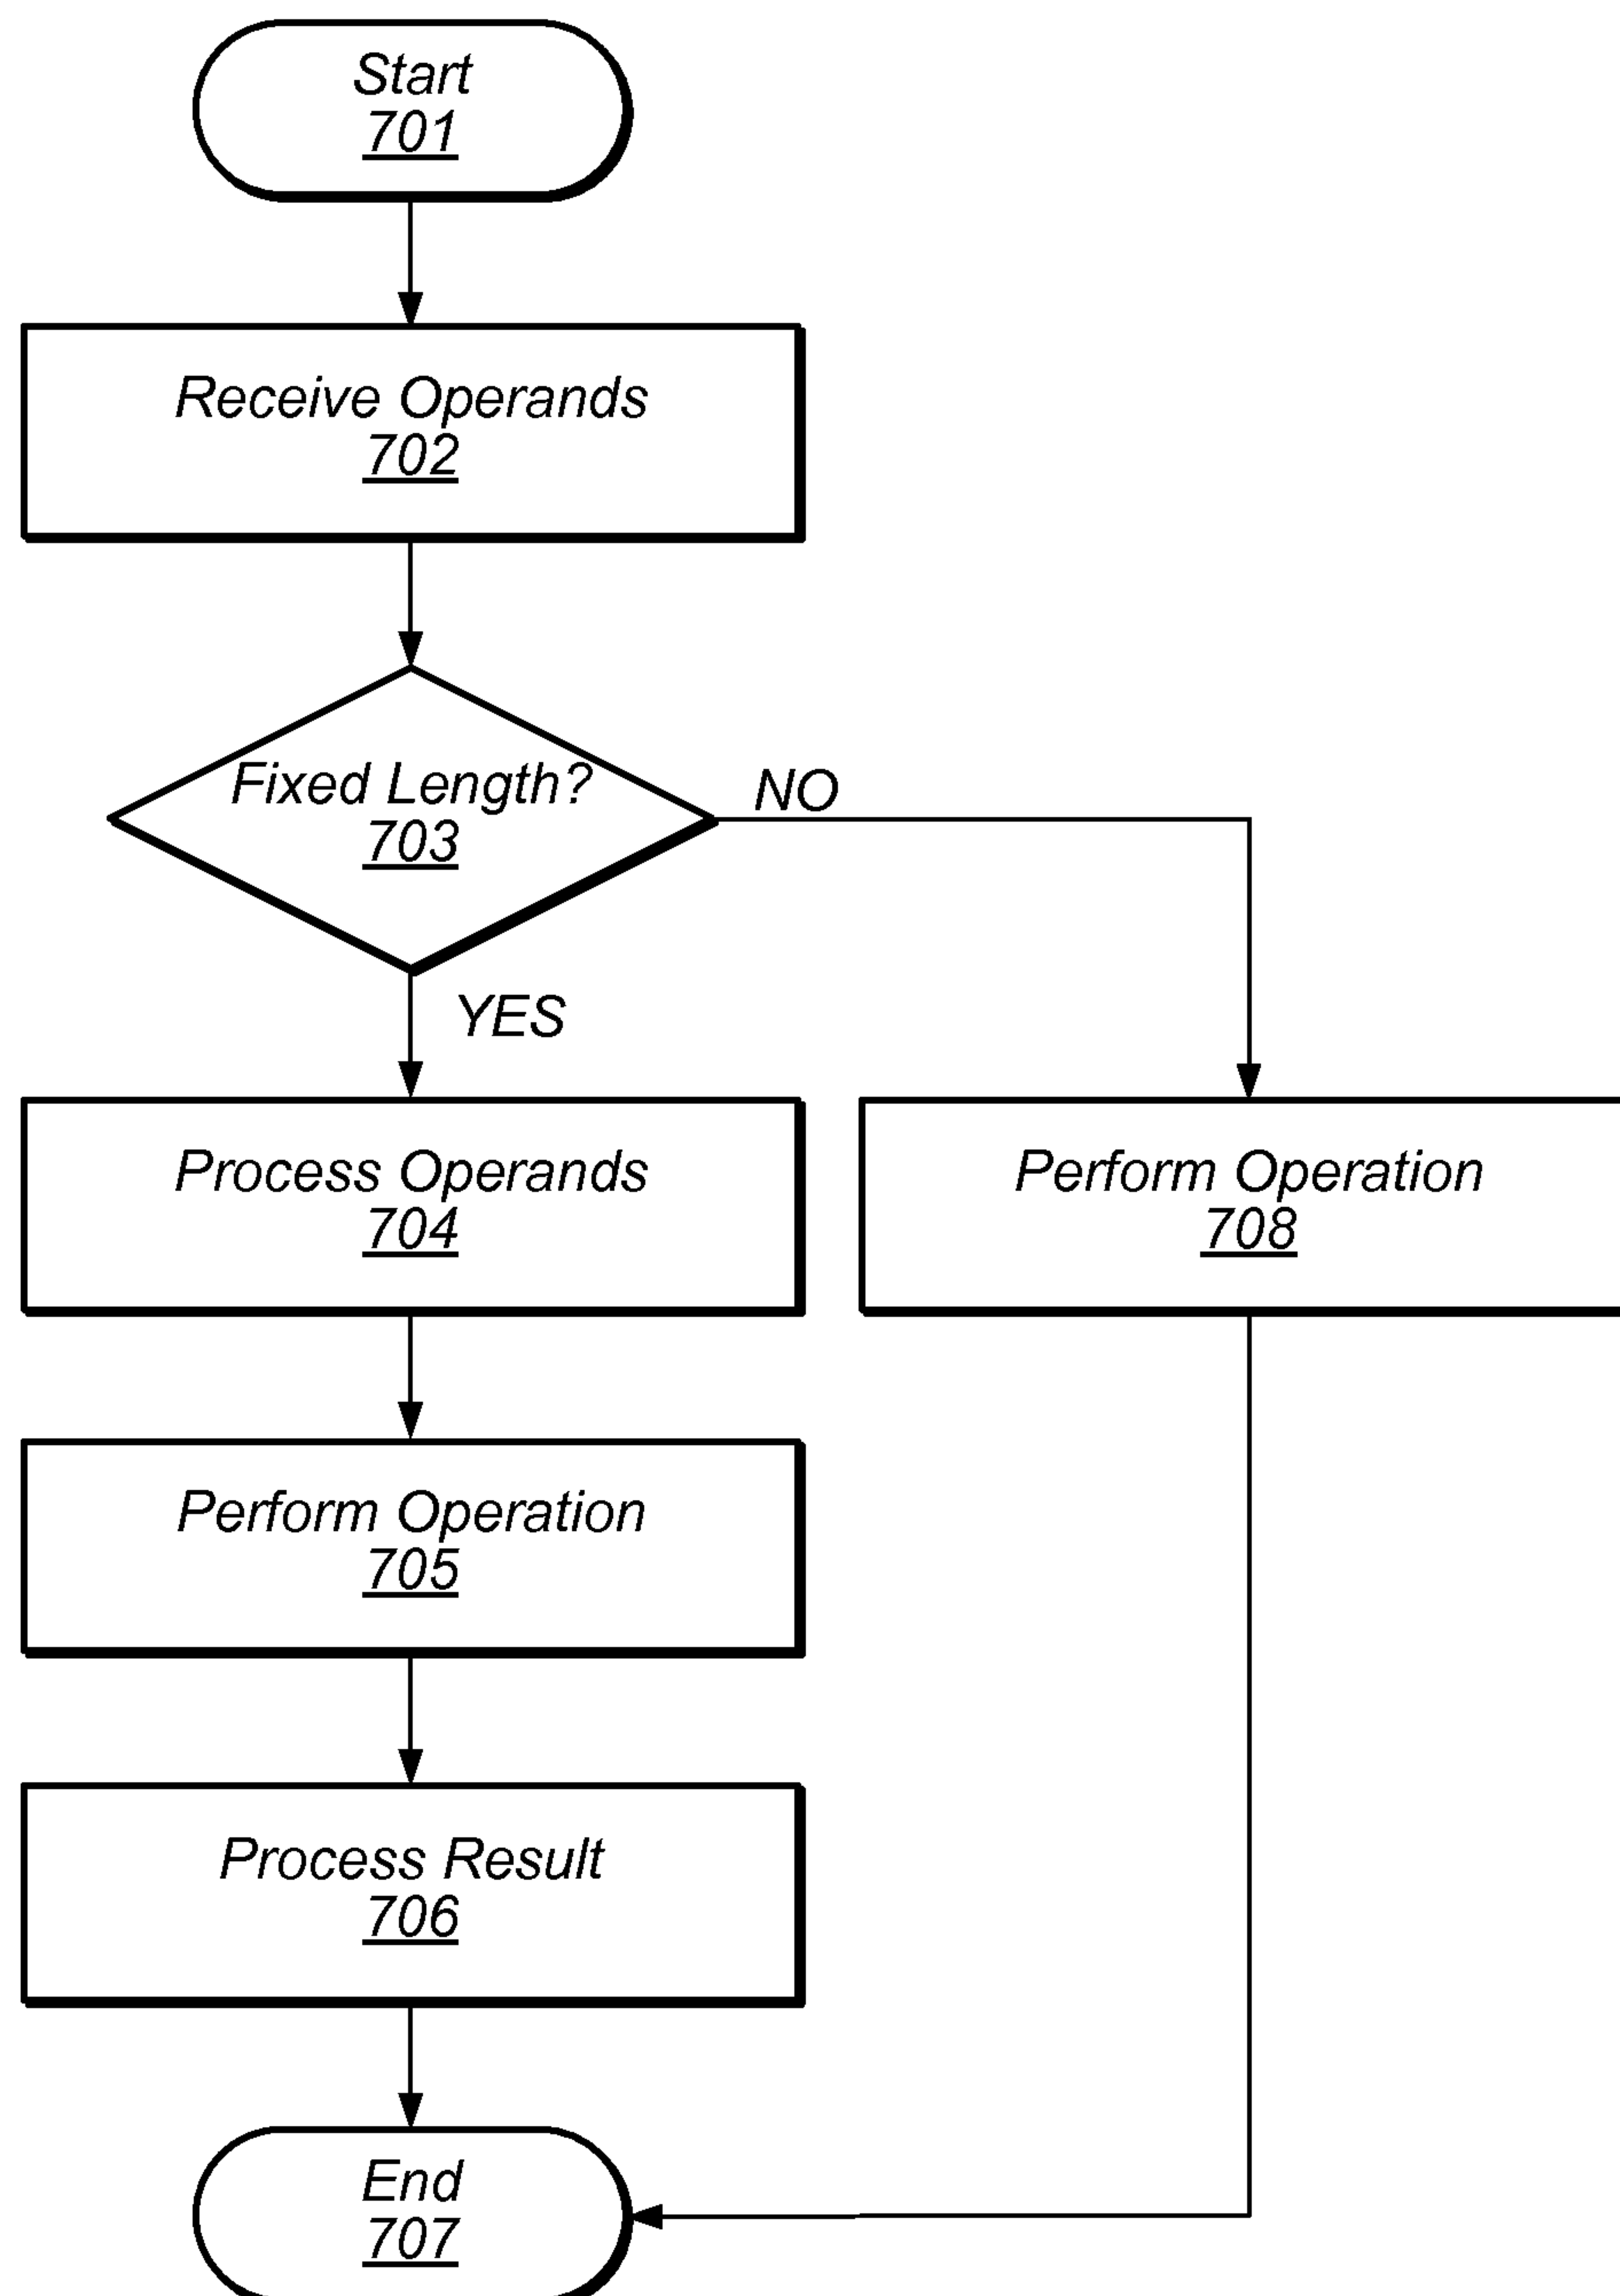 Start
701
Receive Operands
702
Fixed Length?
703
NO
YES
Process Operands
704
Perform Operation
708
Perform Operation
705
Process Result
706
End
707